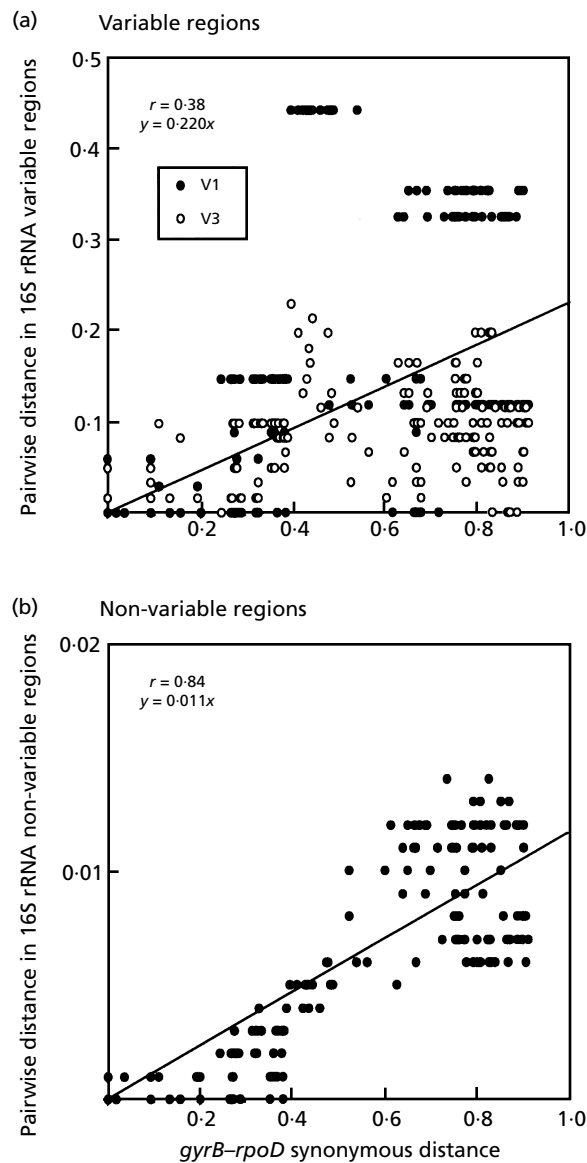 (a) Variable regions
0·5
r = 0·38
y = 0·220x
0·4
V1
V3
0·3
0·2
0·1
0·2 0·4 0·6 0·8 1·0
Pairwise distance in 16S rRNA variable regions
(b) Non-variable regions
0·02
r = 0·84
y = 0·011x
0·01
0·2 0·4 0·6 0·8 1·0
Pairwise distance in 16S rRNA non-variable regions
gyrB–rpoD synonymous distance